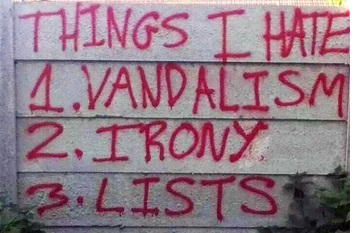 THINGS I HATE
1. VANDALISM
2. IRONY.
3. LISTS